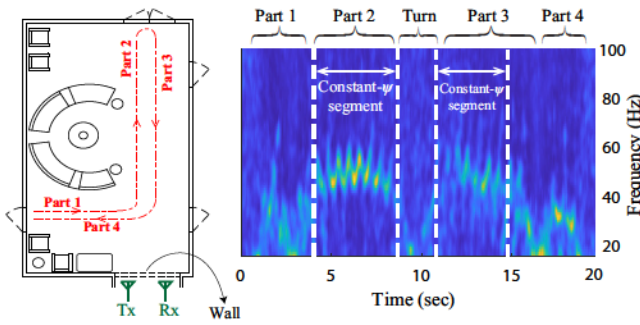 Part 1 Part 2 Turn Part 3 Part 4
Part 2
Part 3
Part 1
Part 4
Tx Rx
Wall
Constant-ψ
segment
Constant-ψ
segment
100
80
60
40
20
Frequency (Hz)
0 5 10 15 20
Time (sec)